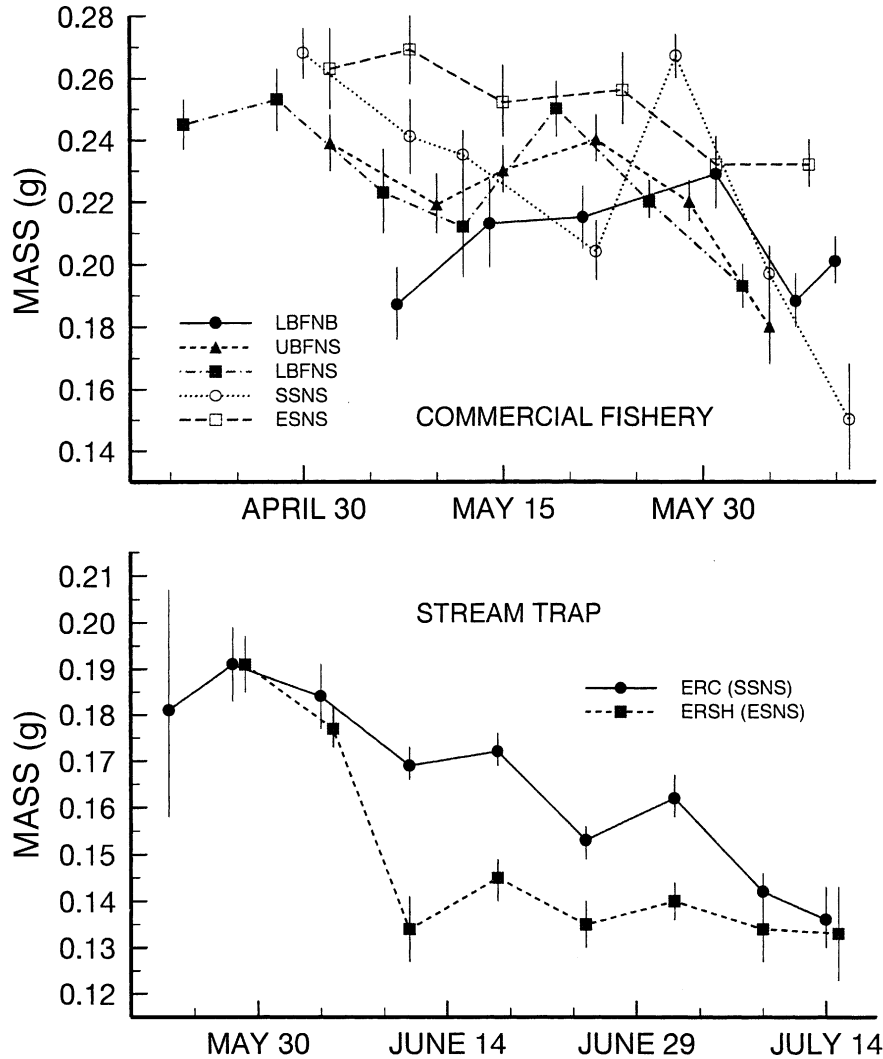 0.28
0.26
0.24
0.22
0.20
0.18
0.16
0.14
MASS (g)
LBFNB
UBFNS
LBFNS
SSNS
ESNS
COMMERCIAL FISHERY
APRIL 30 MAY 15 MAY 30
0.21
0.20
0.19
0.18
0.17
0.16
0.15
0.14
0.13
0.12
MASS (g)
STREAM TRAP
ERC (SSNS)
ERSH (ESNS)
MAY 30 JUNE 14 JUNE 29 JULY 14